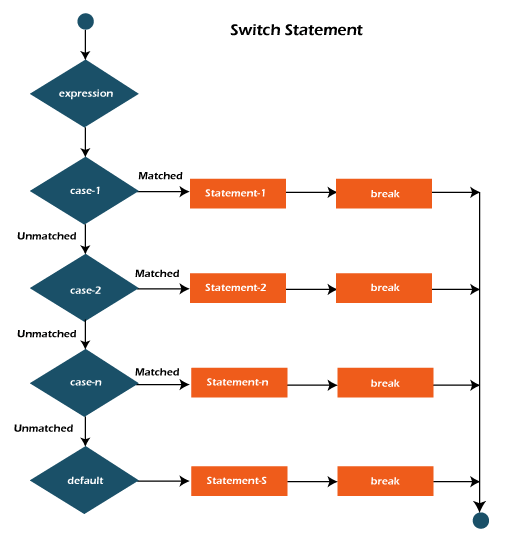 Switch Statement
expression
case-1
Matched
Statement-1
break
Unmatched
case-2
Matched
Statement-2
break
Unmatched
case-n
Matched
Statement-n
break
Unmatched
default
Statement-S
break